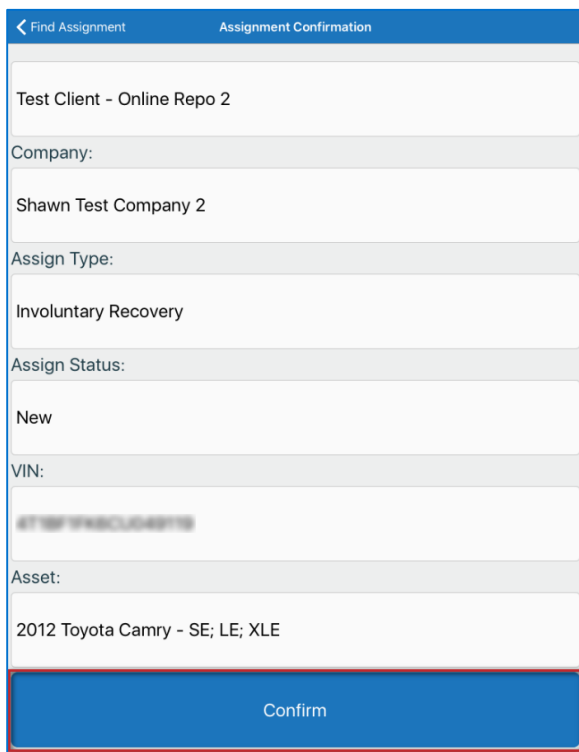 Find Assignment Assignment Confirmation
Test Client - Online Repo 2
Company:
Shawn Test Company 2
Assign Type:
Involuntary Recovery
Assign Status:
New
VIN:
Asset:
2012 Toyota Camry - SE; LE; XLE
Confirm